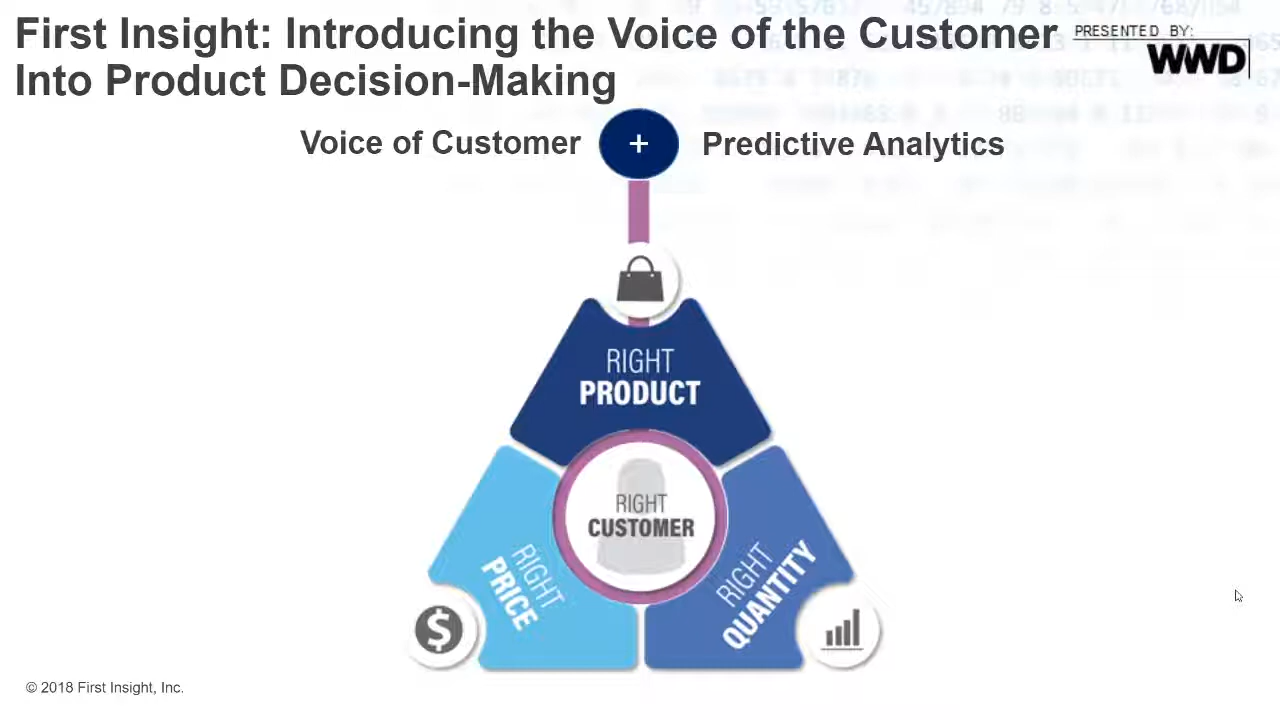 First Insight: Introducing the Voice of the Customer
Into Product Decision-Making
PRESENTED BY:
WWD
Voice of Customer
+
Predictive Analytics
RIGHT
PRODUCT
RIGHT
CUSTOMER
RIGHT
PRICE
RIGHT
QUANTITY
$
© 2018 First Insight, Inc.